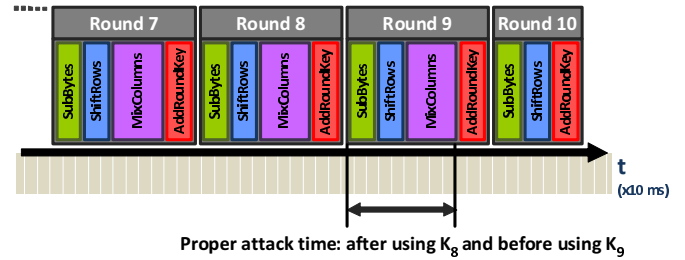 Round 7 Round 8 Round 9 Round 10
SubBytes ShiftRows MixColumns AddRoundKey SubBytes ShiftRows MixColumns AddRoundKey SubBytes ShiftRows MixColumns AddRoundKey SubBytes ShiftRows AddRoundKey
t
(x10 ms)
Proper attack time: after using K8 and before using K9